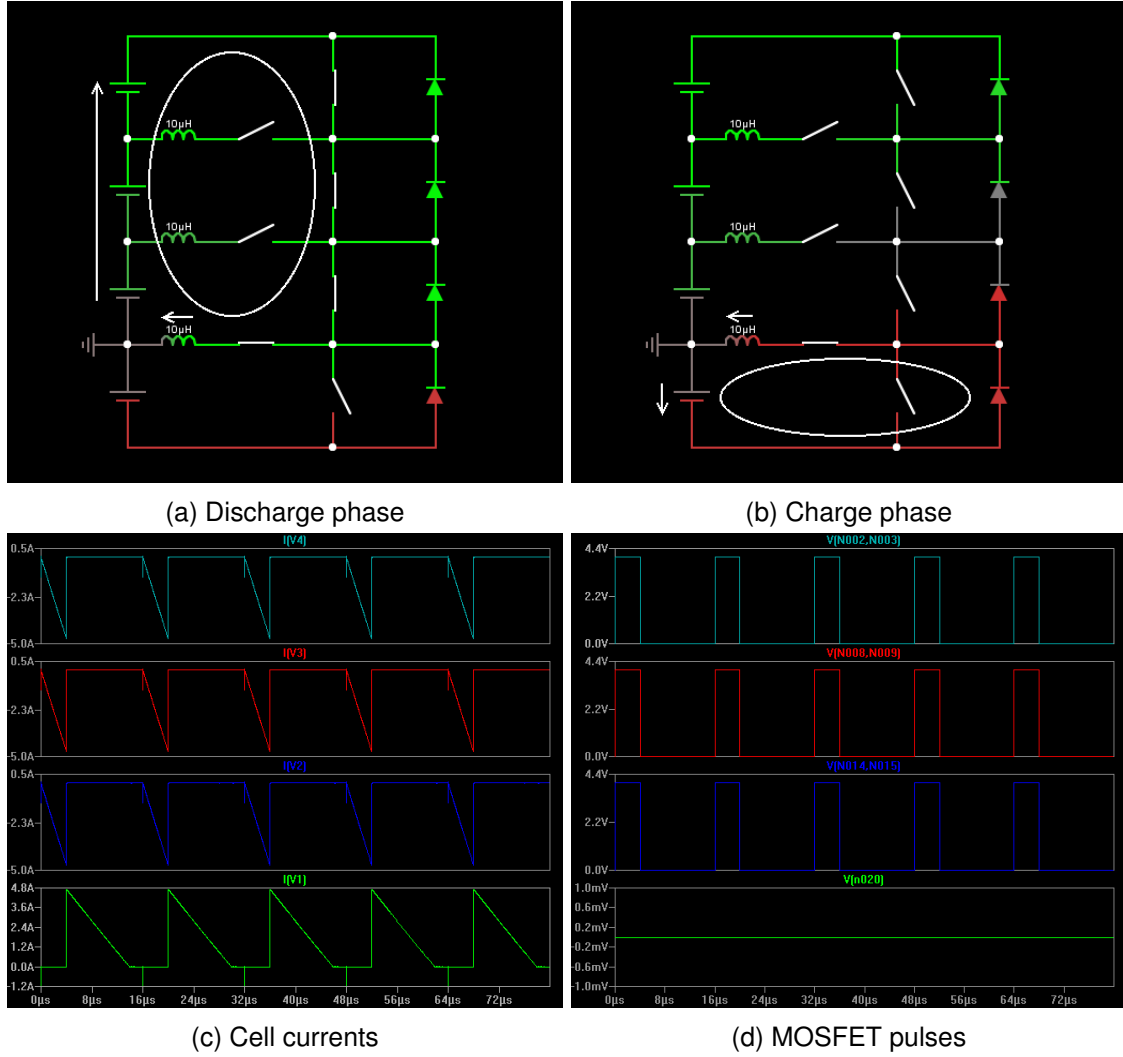 10μH
10μH
10μH
10μH
10μH
10μH
(a) Discharge phase
(b) Charge phase
I(V4)
0.5A
-2.3A
-5.0A
I(V3)
0.5A
-2.3A
-5.0A
I(V2)
0.5A
-2.3A
-5.0A
I(V1)
4.8A
3.6A
2.4A
1.2A
0.0A
-1.2A
0μs 8μs 16μs 24μs 32μs 40μs 48μs 56μs 64μs 72μs
V(N002,N003)
4.4V
2.2V
0.0V
V(N008,N009)
4.4V
2.2V
0.0V
V(N014,N015)
4.4V
2.2V
0.0V
V(n020)
1.0mV
0.6mV
0.2mV
-0.2mV
-0.6mV
-1.0mV
0μs 8μs 16μs 24μs 32μs 40μs 48μs 56μs 64μs 72μs
(c) Cell currents
(d) MOSFET pulses